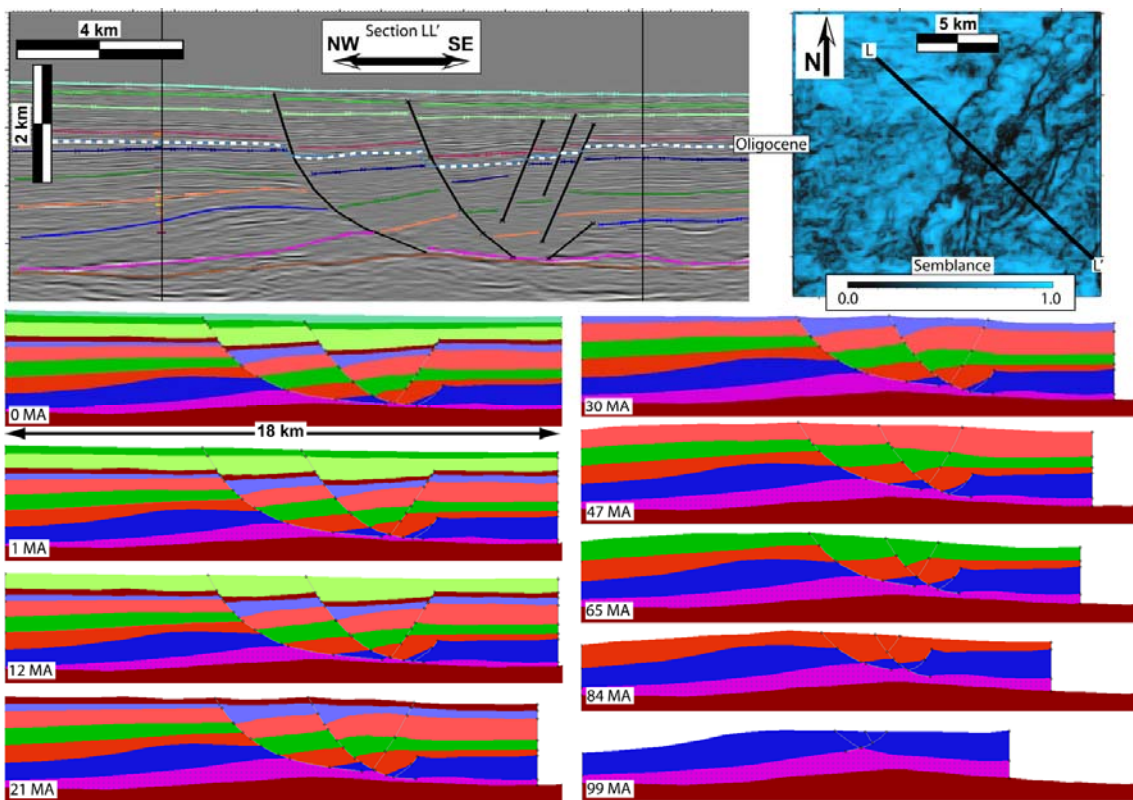 4 km
2 km
Section LL'
NW SE
Oligocene
N
5 km
L
L'
Semblance
0.0 1.0
0 MA
18 km
1 MA
12 MA
21 MA
30 MA
47 MA
65 MA
84 MA
99 MA